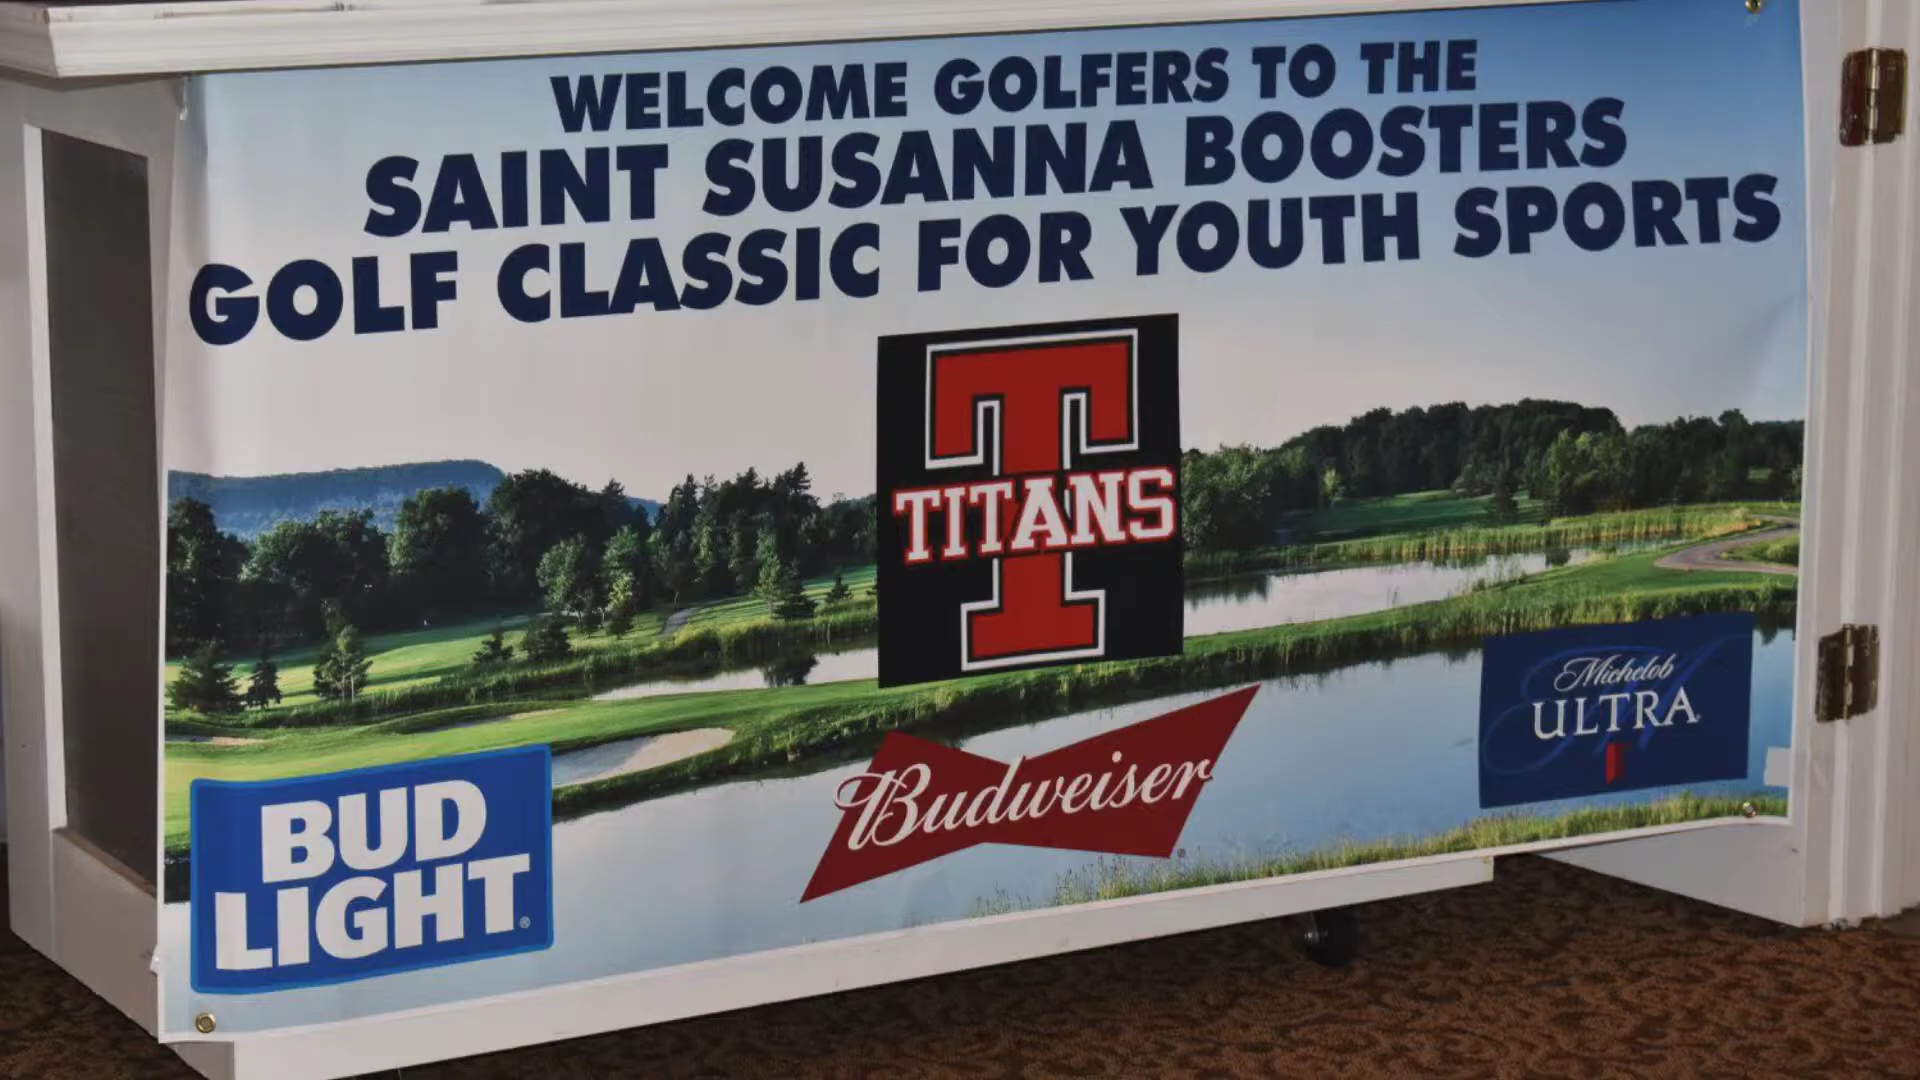 WELCOME GOLFERS TO THE
SAINT SUSANNA BOOSTERS
GOLF CLASSIC FOR YOUTH SPORTS
T
TITANS
BUD
LIGHT®
Budweiser®
Michelob
ULTRA